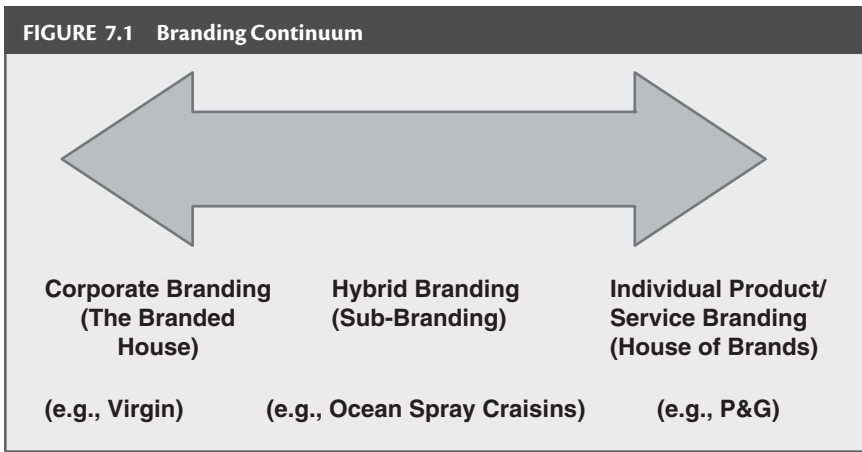 FIGURE 7.1 Branding Continuum
Corporate Branding
(The Branded
House)
Hybrid Branding
(Sub-Branding)
Individual Product/
Service Branding
(House of Brands)
(e.g., Virgin)
(e.g., Ocean Spray Craisins)
(e.g., P&G)